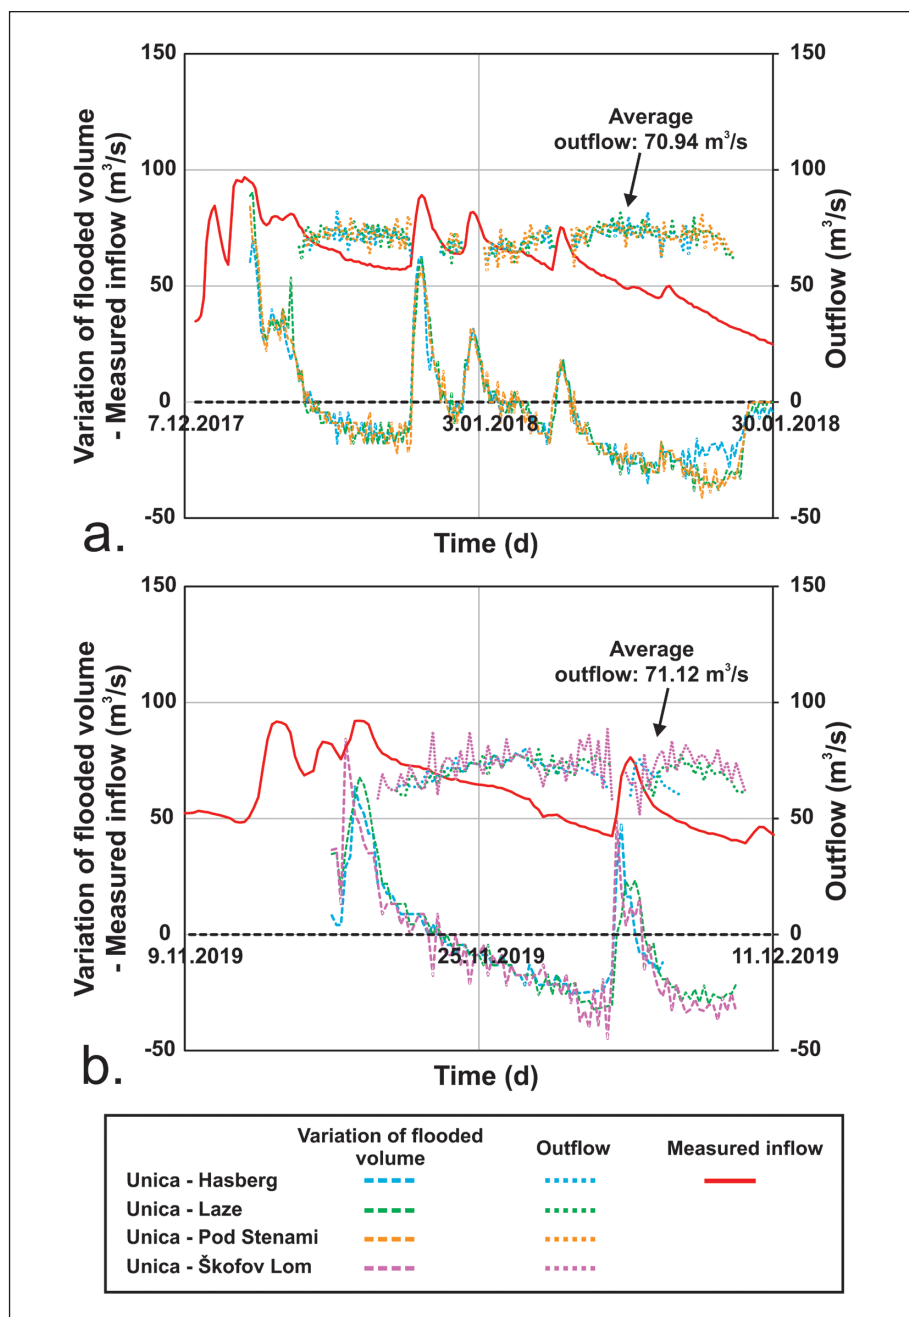 150
100
50
0
-50
Variation of flooded volume
- Measured inflow (m³/s)
150
100
50
0
-50
Outflow (m³/s)
Average
outflow: 70.94 m³/s
7.12.2017
3.01.2018
30.01.2018
Time (d)
a.
150
100
50
0
-50
Variation of flooded volume
- Measured inflow (m³/s)
150
100
50
0
-50
Outflow (m³/s)
Average
outflow: 71.12 m³/s
9.11.2019
25.11.2019
11.12.2019
Time (d)
b.
Variation of flooded
volume
Outflow
Measured inflow
Unica - Hasberg
Unica - Laze
Unica - Pod Stenami
Unica - Škofov Lom